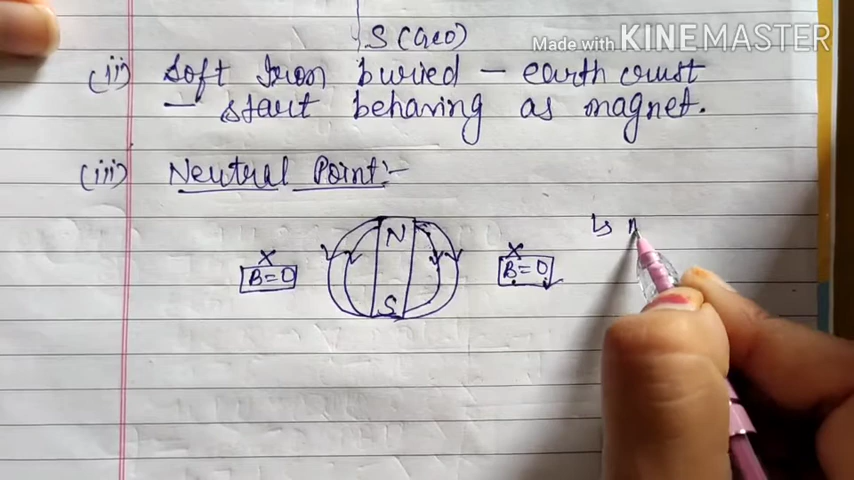 S (Geo)
Made with KINEMASTER
(ii) Soft Iron buried - earth crust
- start behaving as magnet.
(iii) Neutral Point:-
N
X
B=0
X
B=0
S